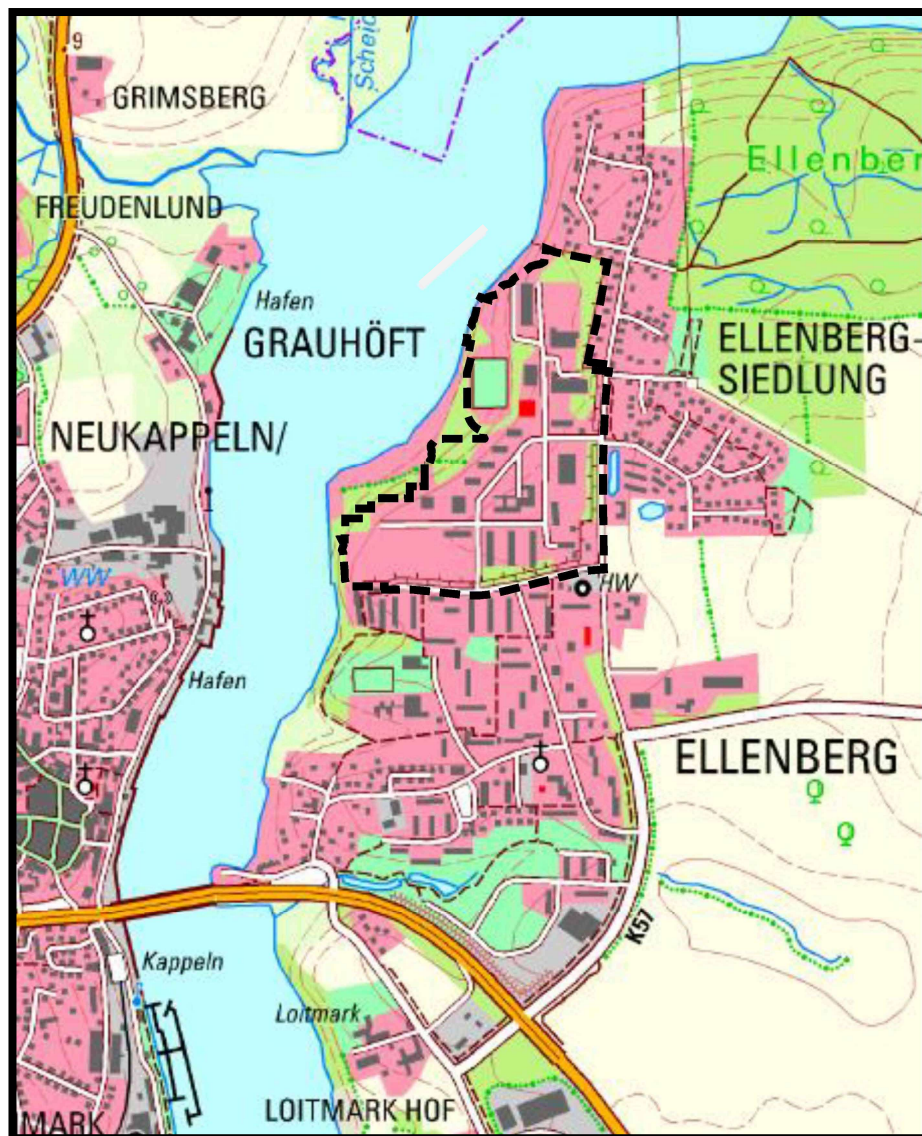 9
GRIMSBERG
Scheid
Ellenber
FREUDENLUND
Hafen
GRAUHÖFT
ELLENBERG-
SIEDLUNG
NEUKAPPELN/
WW
HW
Hafen
ELLENBERG
K57
Kappeln
Loitmark
LOITMARK HOF
MARK